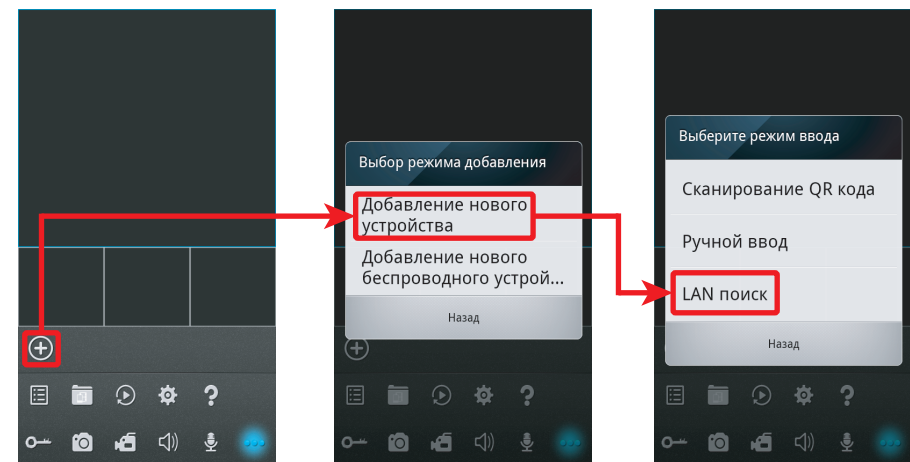 Выбор режима добавления
Добавление нового
устройства
Добавление нового
беспроводного устрой...
Назад
Выберите режим ввода
Сканирование QR кода
Ручной ввод
LAN поиск
Назад